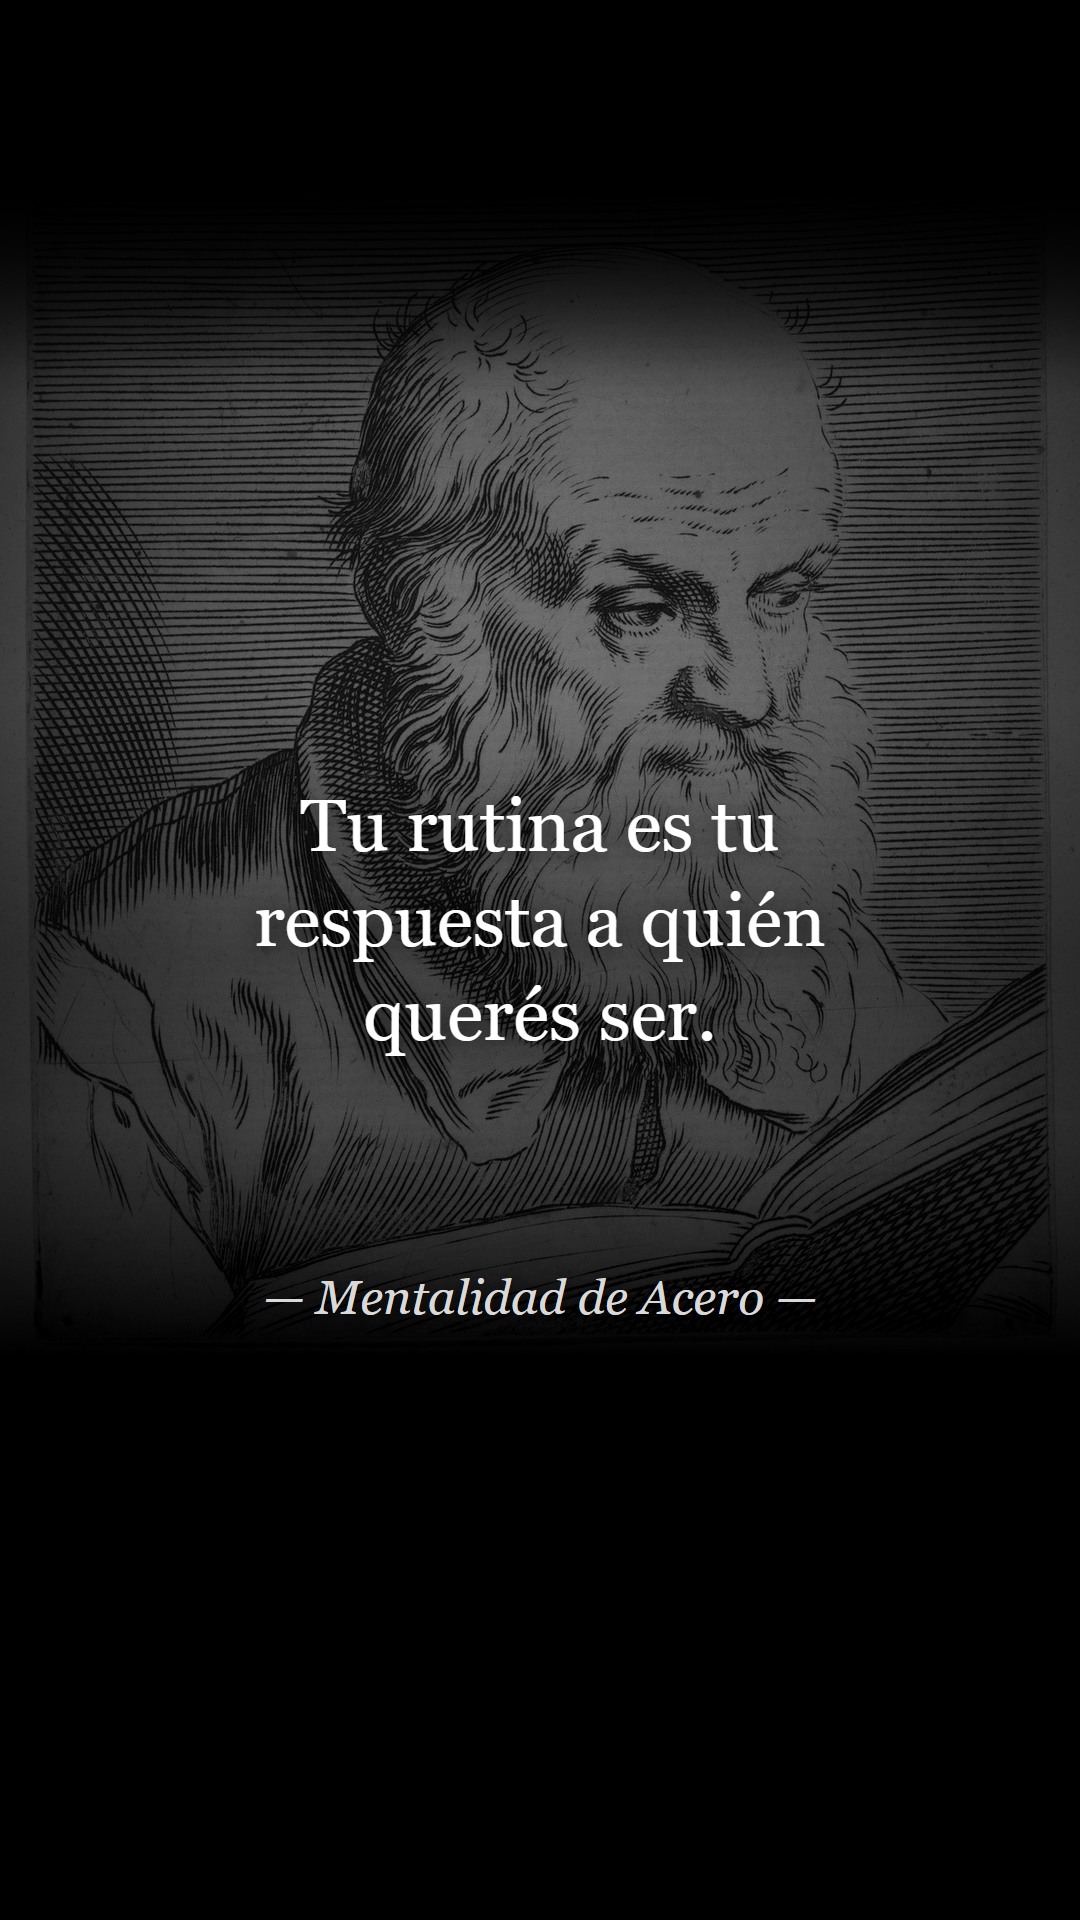 Tu rutina es tu
respuesta a quién
querés ser.
— Mentalidad de Acero —